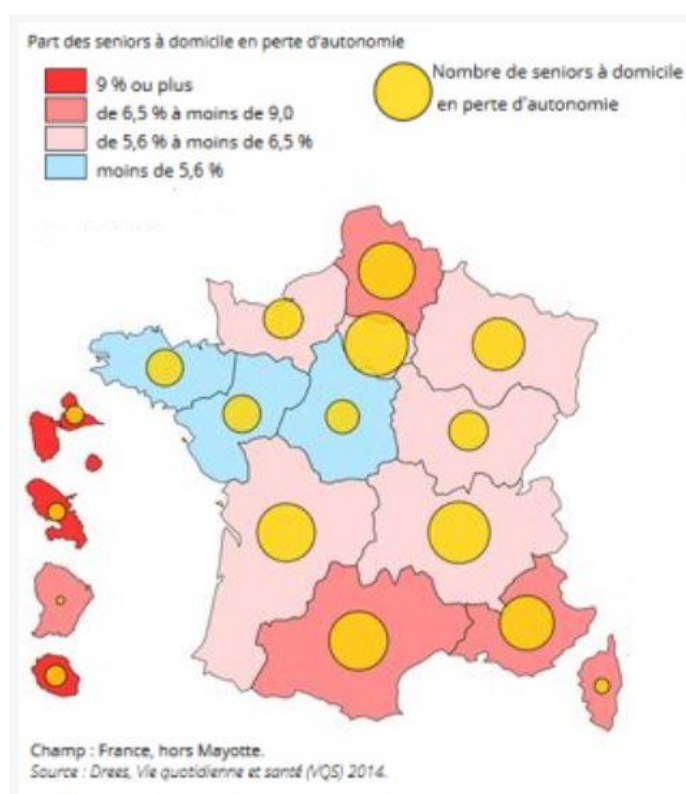 Part des seniors à domicile en perte d'autonomie
9 % ou plus
de 6,5 % à moins de 9,0
de 5,6 % à moins de 6,5 %
moins de 5,6 %
Nombre de seniors à domicile
en perte d'autonomie
Champ : France, hors Mayotte.
Source : Drees, Vie quotidienne et santé (VQS) 2014.